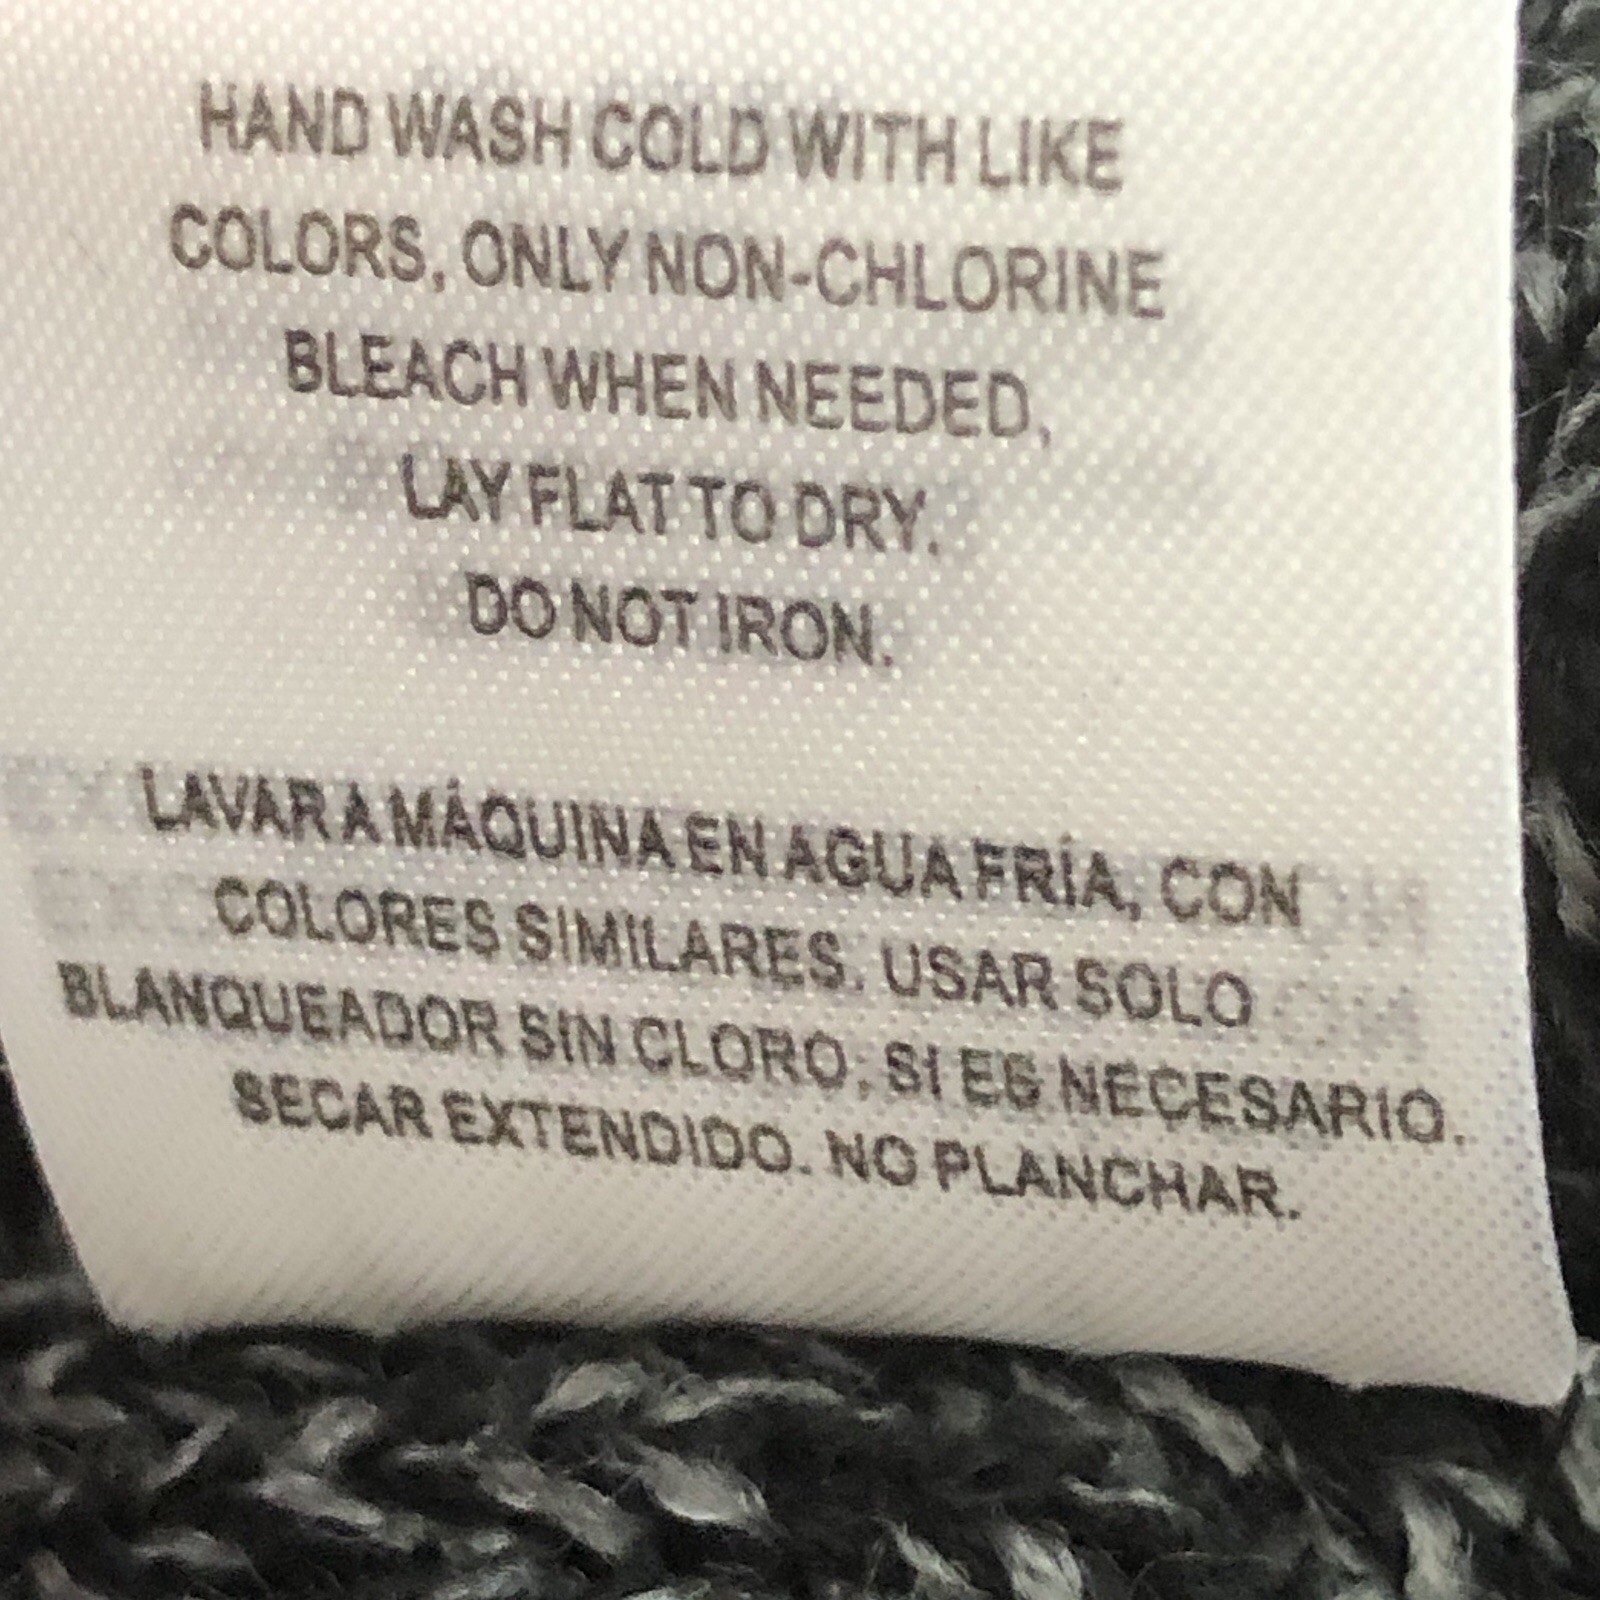 HAND WASH COLD WITH LIKE
COLORS, ONLY NON-CHLORINE
BLEACH WHEN NEEDED,
LAY FLAT TO DRY.
DO NOT IRON.
LAVAR A MÁQUINA EN AGUA FRÍA, CON
COLORES SIMILARES. USAR SOLO
BLANQUEADOR SIN CLORO, SI ES NECESARIO.
SECAR EXTENDIDO. NO PLANCHAR.